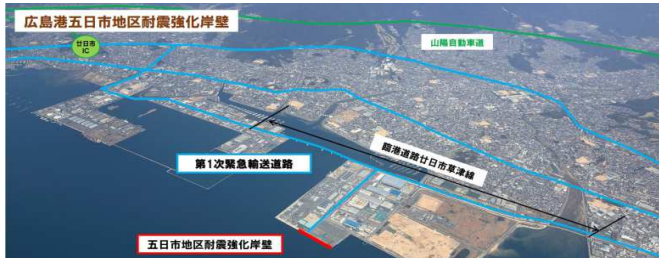 広島港五日市地区耐震強化岸壁
廿日市
IC
山陽自動車道
臨港道路廿日市草津線
第1次緊急輸送道路
五日市地区耐震強化岸壁